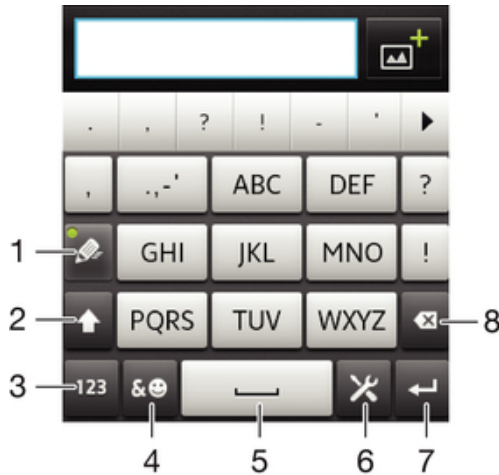 . , ? ! - '
, .,-' ABC DEF ?
1 GHI JKL MNO !
2 PQRS TUV WXYZ 8
3 123 &
4 5 6 7